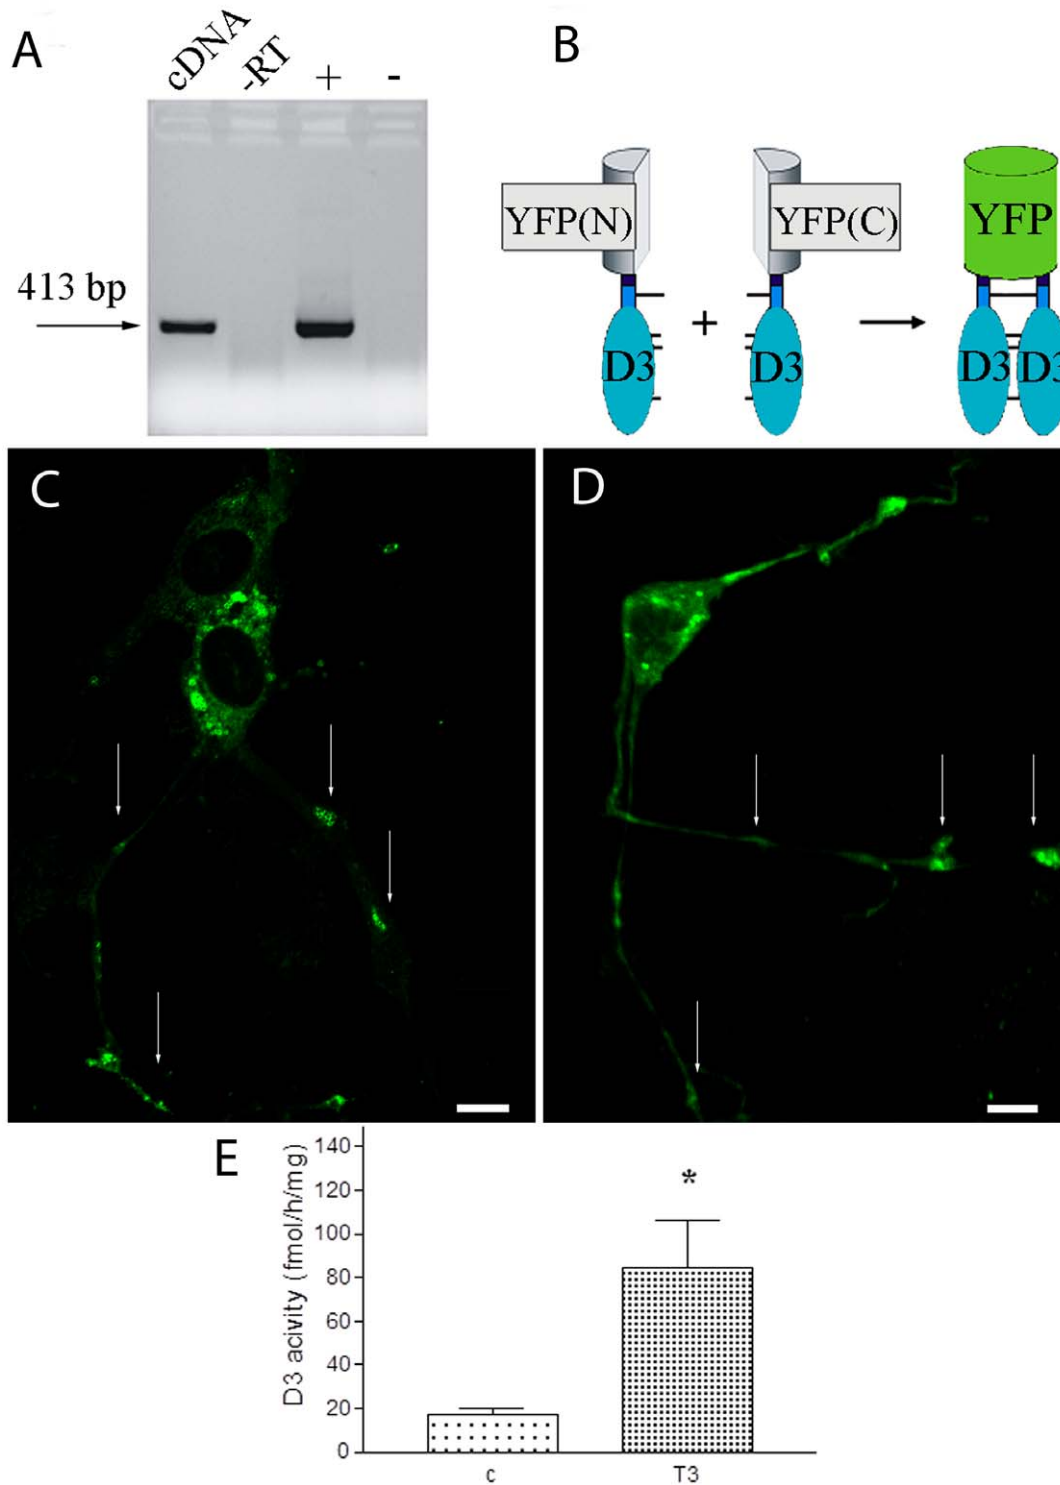 A
cDNA -RT + -
413 bp
B
YFP(N)
YFP(C)
YFP
+
D3
D3
D3
D3
C
D
E
D3 acivity (fmol/h/mg)
140
120
100
80
60
40
20
0
*
c
T3